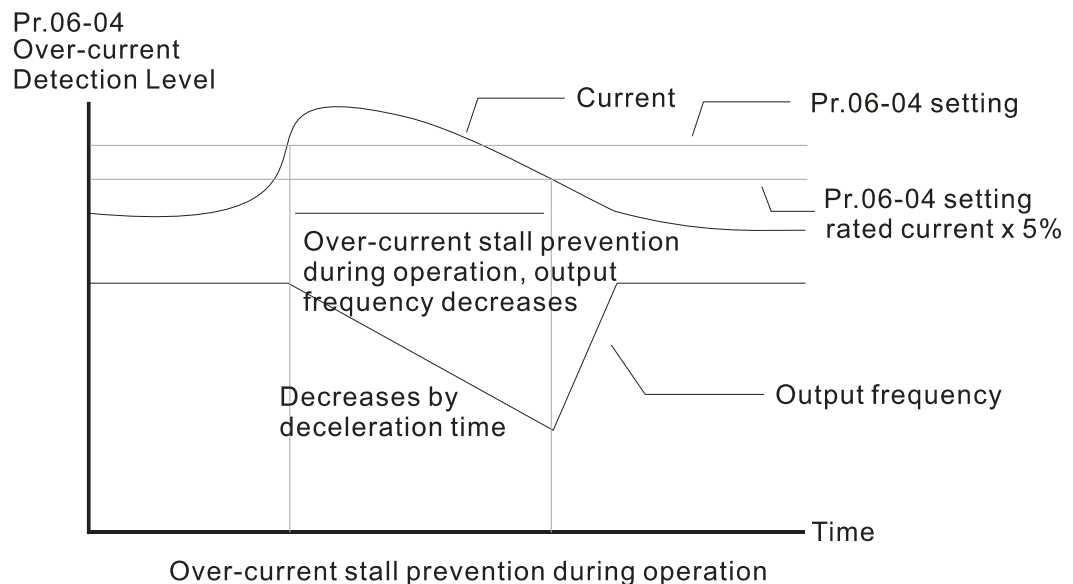 Pr.06-04
Over-current
Detection Level
Current
Pr.06-04 setting
Pr.06-04 setting
rated current x 5%
Over-current stall prevention
during operation, output
frequency decreases
Decreases by
deceleration time
Output frequency
Time
Over-current stall prevention during operation